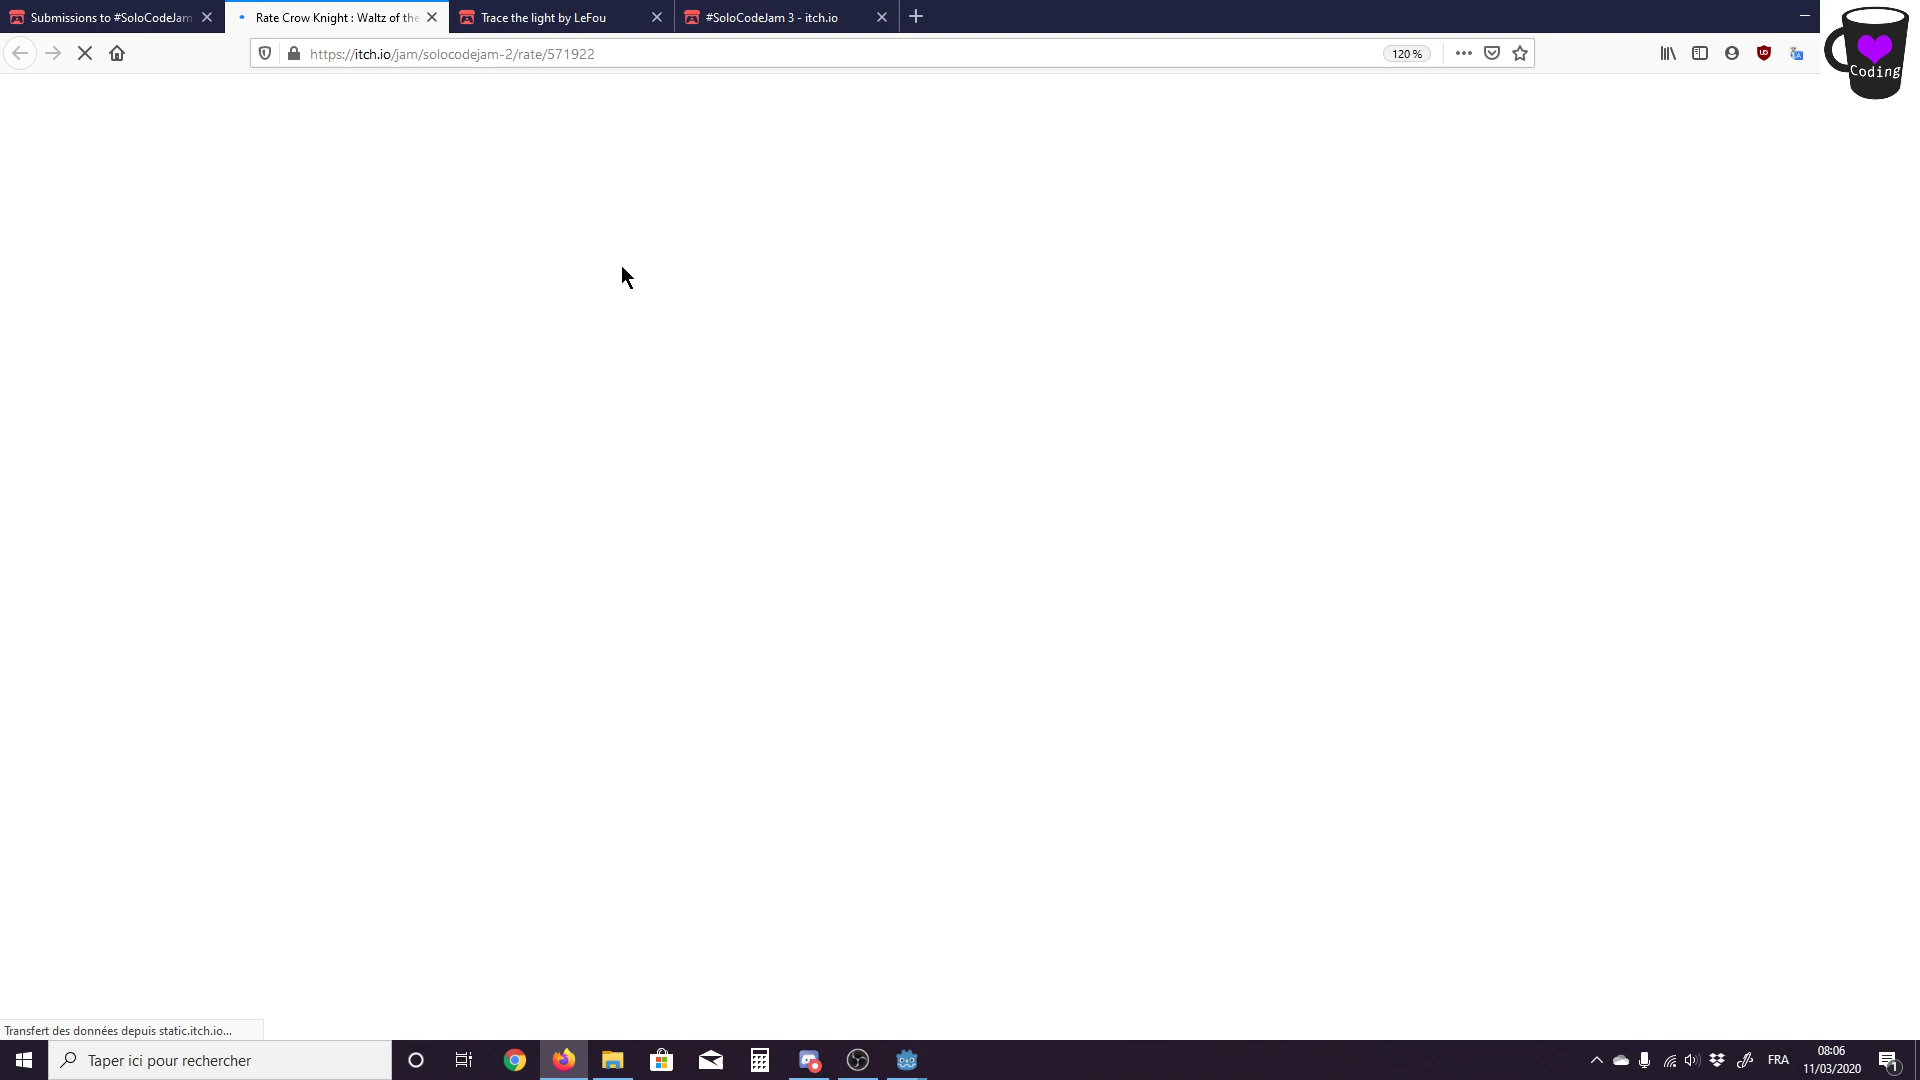 Submissions to #SoloCodeJam
Rate Crow Knight : Waltz of the
Trace the light by LeFou
#SoloCodeJam 3 - itch.io
https://itch.io/jam/solocodejam-2/rate/571922
120 %
Coding
Transfert des données depuis static.itch.io...
Taper ici pour rechercher
FRA
08:06
11/03/2020
1